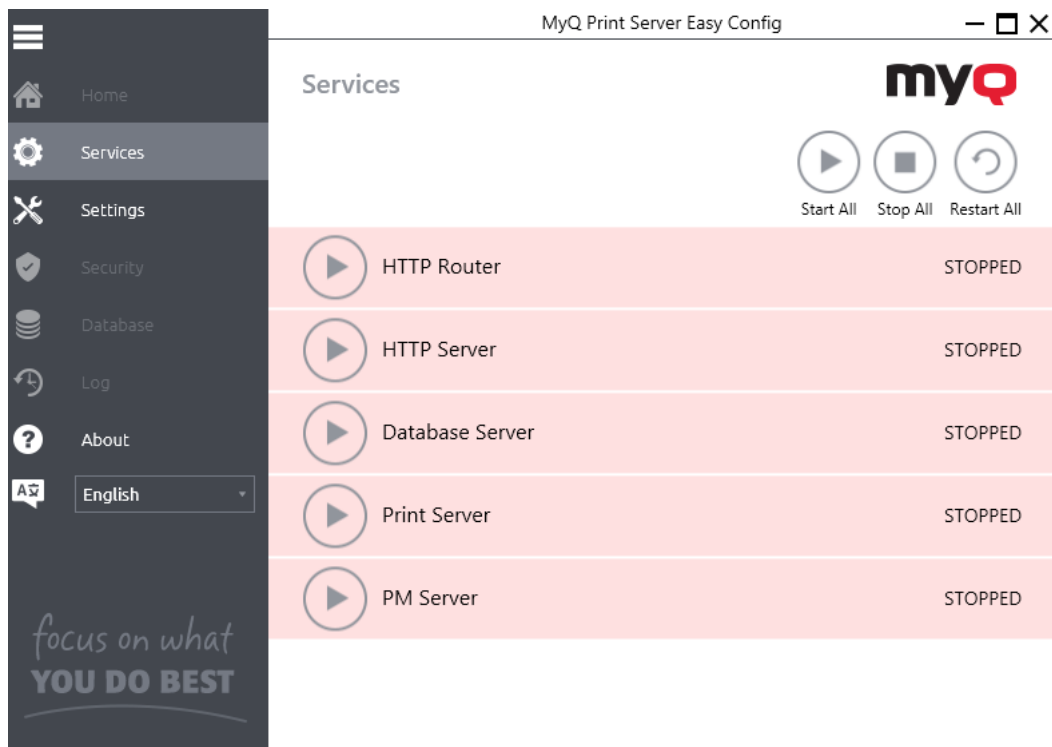 MyQ Print Server Easy Config
Home
Services
Settings
Security
Database
Log
? About
A English
focus on what
YOU DO BEST
Services
myQ
Start All Stop All Restart All
HTTP Router STOPPED
HTTP Server STOPPED
Database Server STOPPED
Print Server STOPPED
PM Server STOPPED